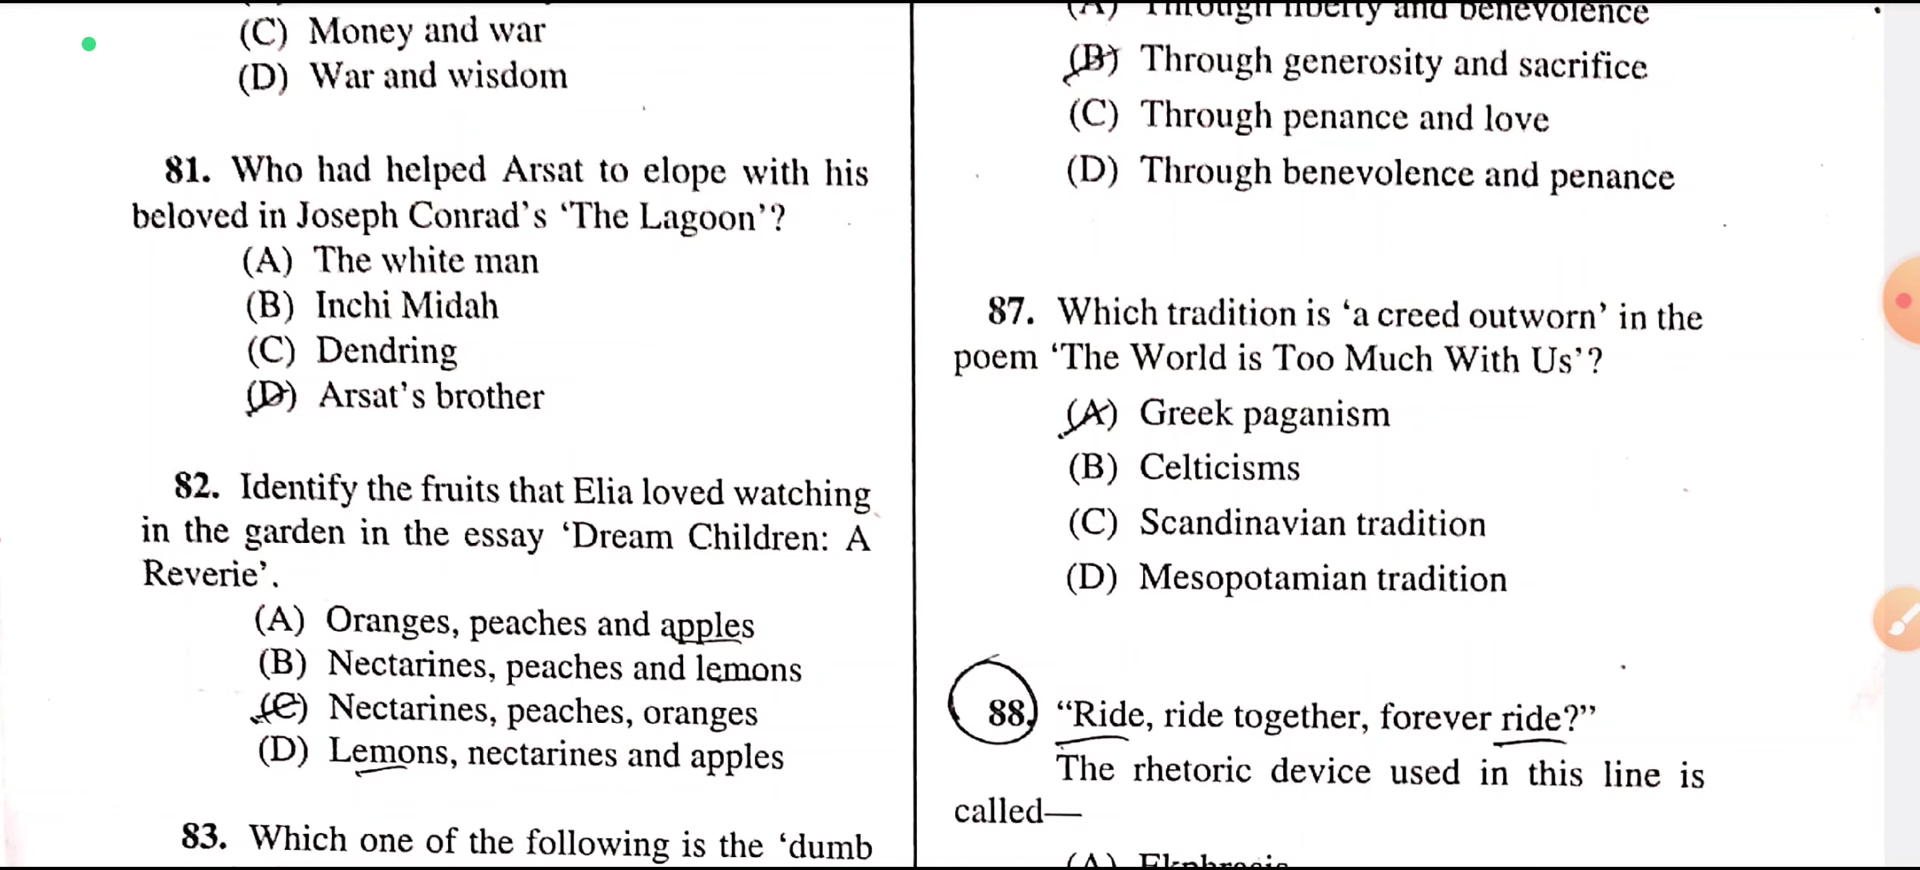 (C) Money and war
(D) War and wisdom
81. Who had helped Arsat to elope with his
beloved in Joseph Conrad's 'The Lagoon'?
(A) The white man
(B) Inchi Midah
(C) Dendring
(D) Arsat's brother
82. Identify the fruits that Elia loved watching
in the garden in the essay 'Dream Children: A
Reverie'.
(A) Oranges, peaches and apples
(B) Nectarines, peaches and lemons
(C) Nectarines, peaches, oranges
(D) Lemons, nectarines and apples
83. Which one of the following is the 'dumb
(A) Through liberty and benevolence
(B) Through generosity and sacrifice
(C) Through penance and love
(D) Through benevolence and penance
87. Which tradition is 'a creed outworn' in the
poem 'The World is Too Much With Us'?
(A) Greek paganism
(B) Celticisms
(C) Scandinavian tradition
(D) Mesopotamian tradition
88. "Ride, ride together, forever ride?"
The rhetoric device used in this line is
called—
(A) Ekphrasis